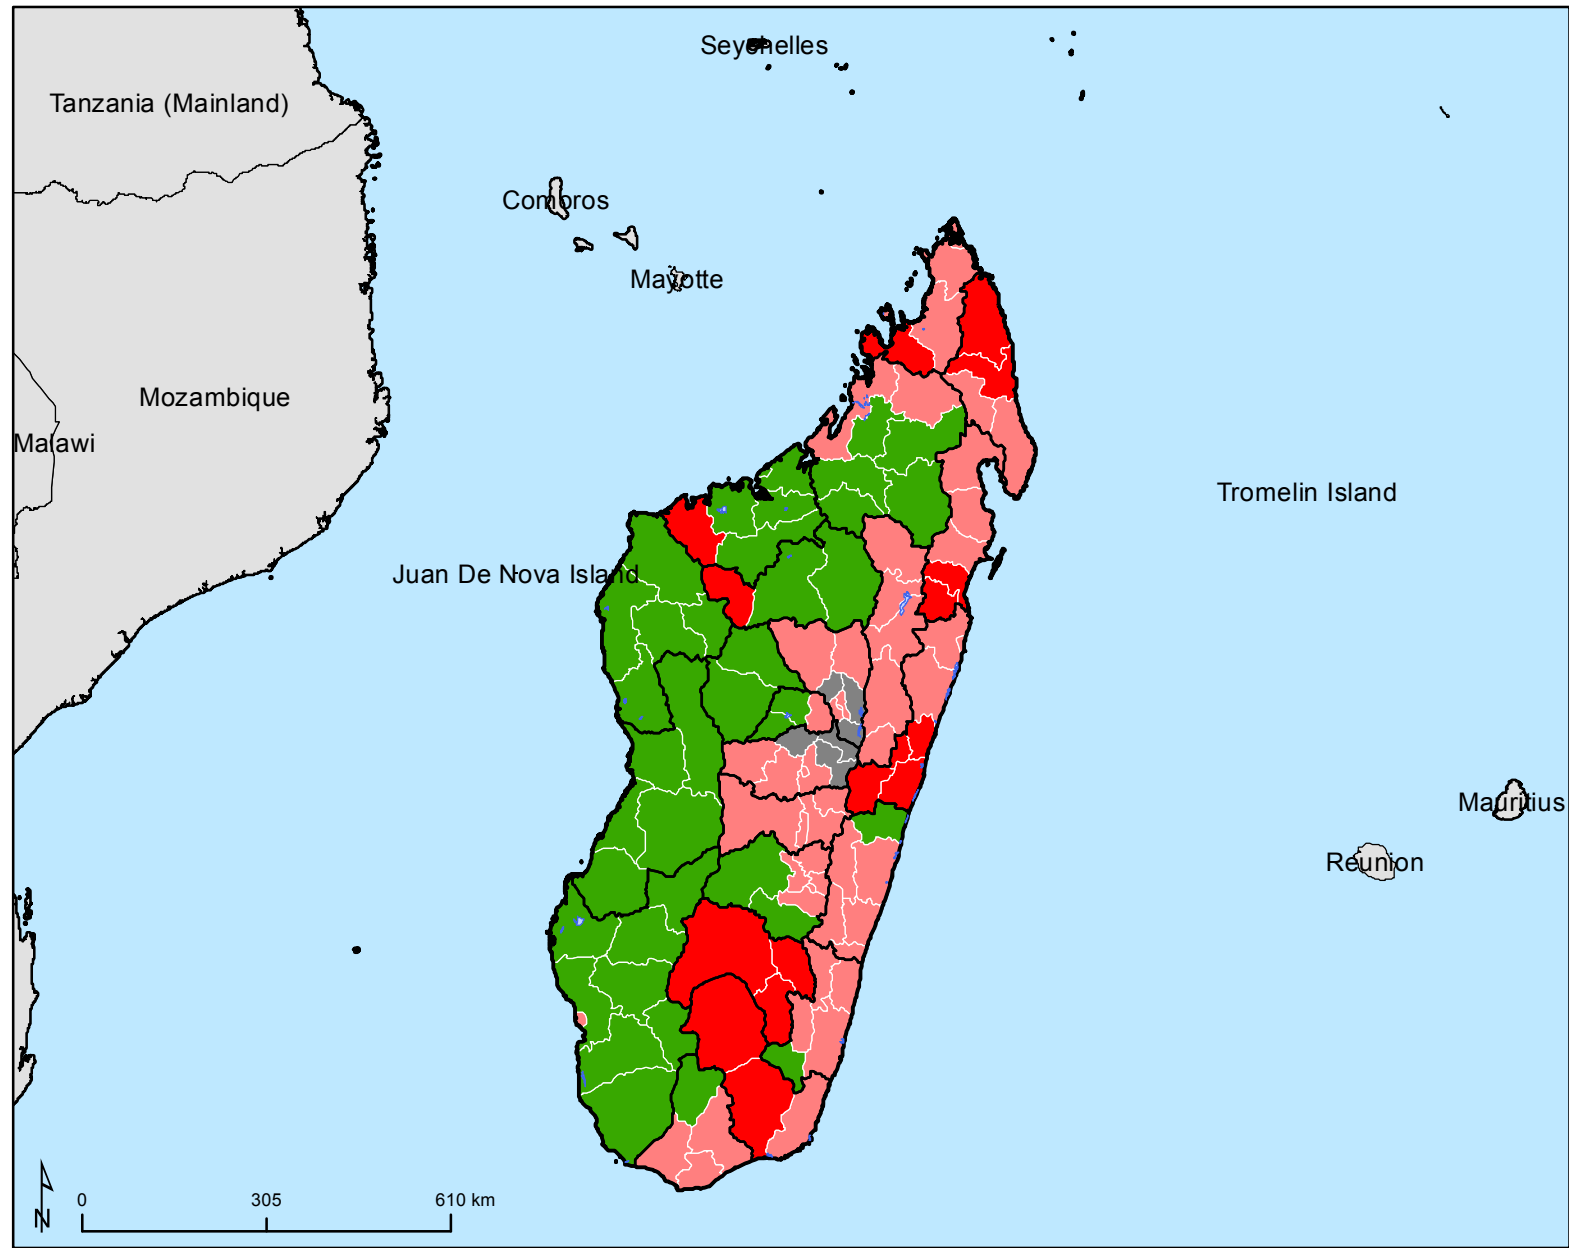 Seychelles
Tanzania (Mainland)
Comoros
Mayotte
Mozambique
Malawi
Tromelin Island
Juan De Nova Island
Mauritius
Reunion
N
0 305 610 km